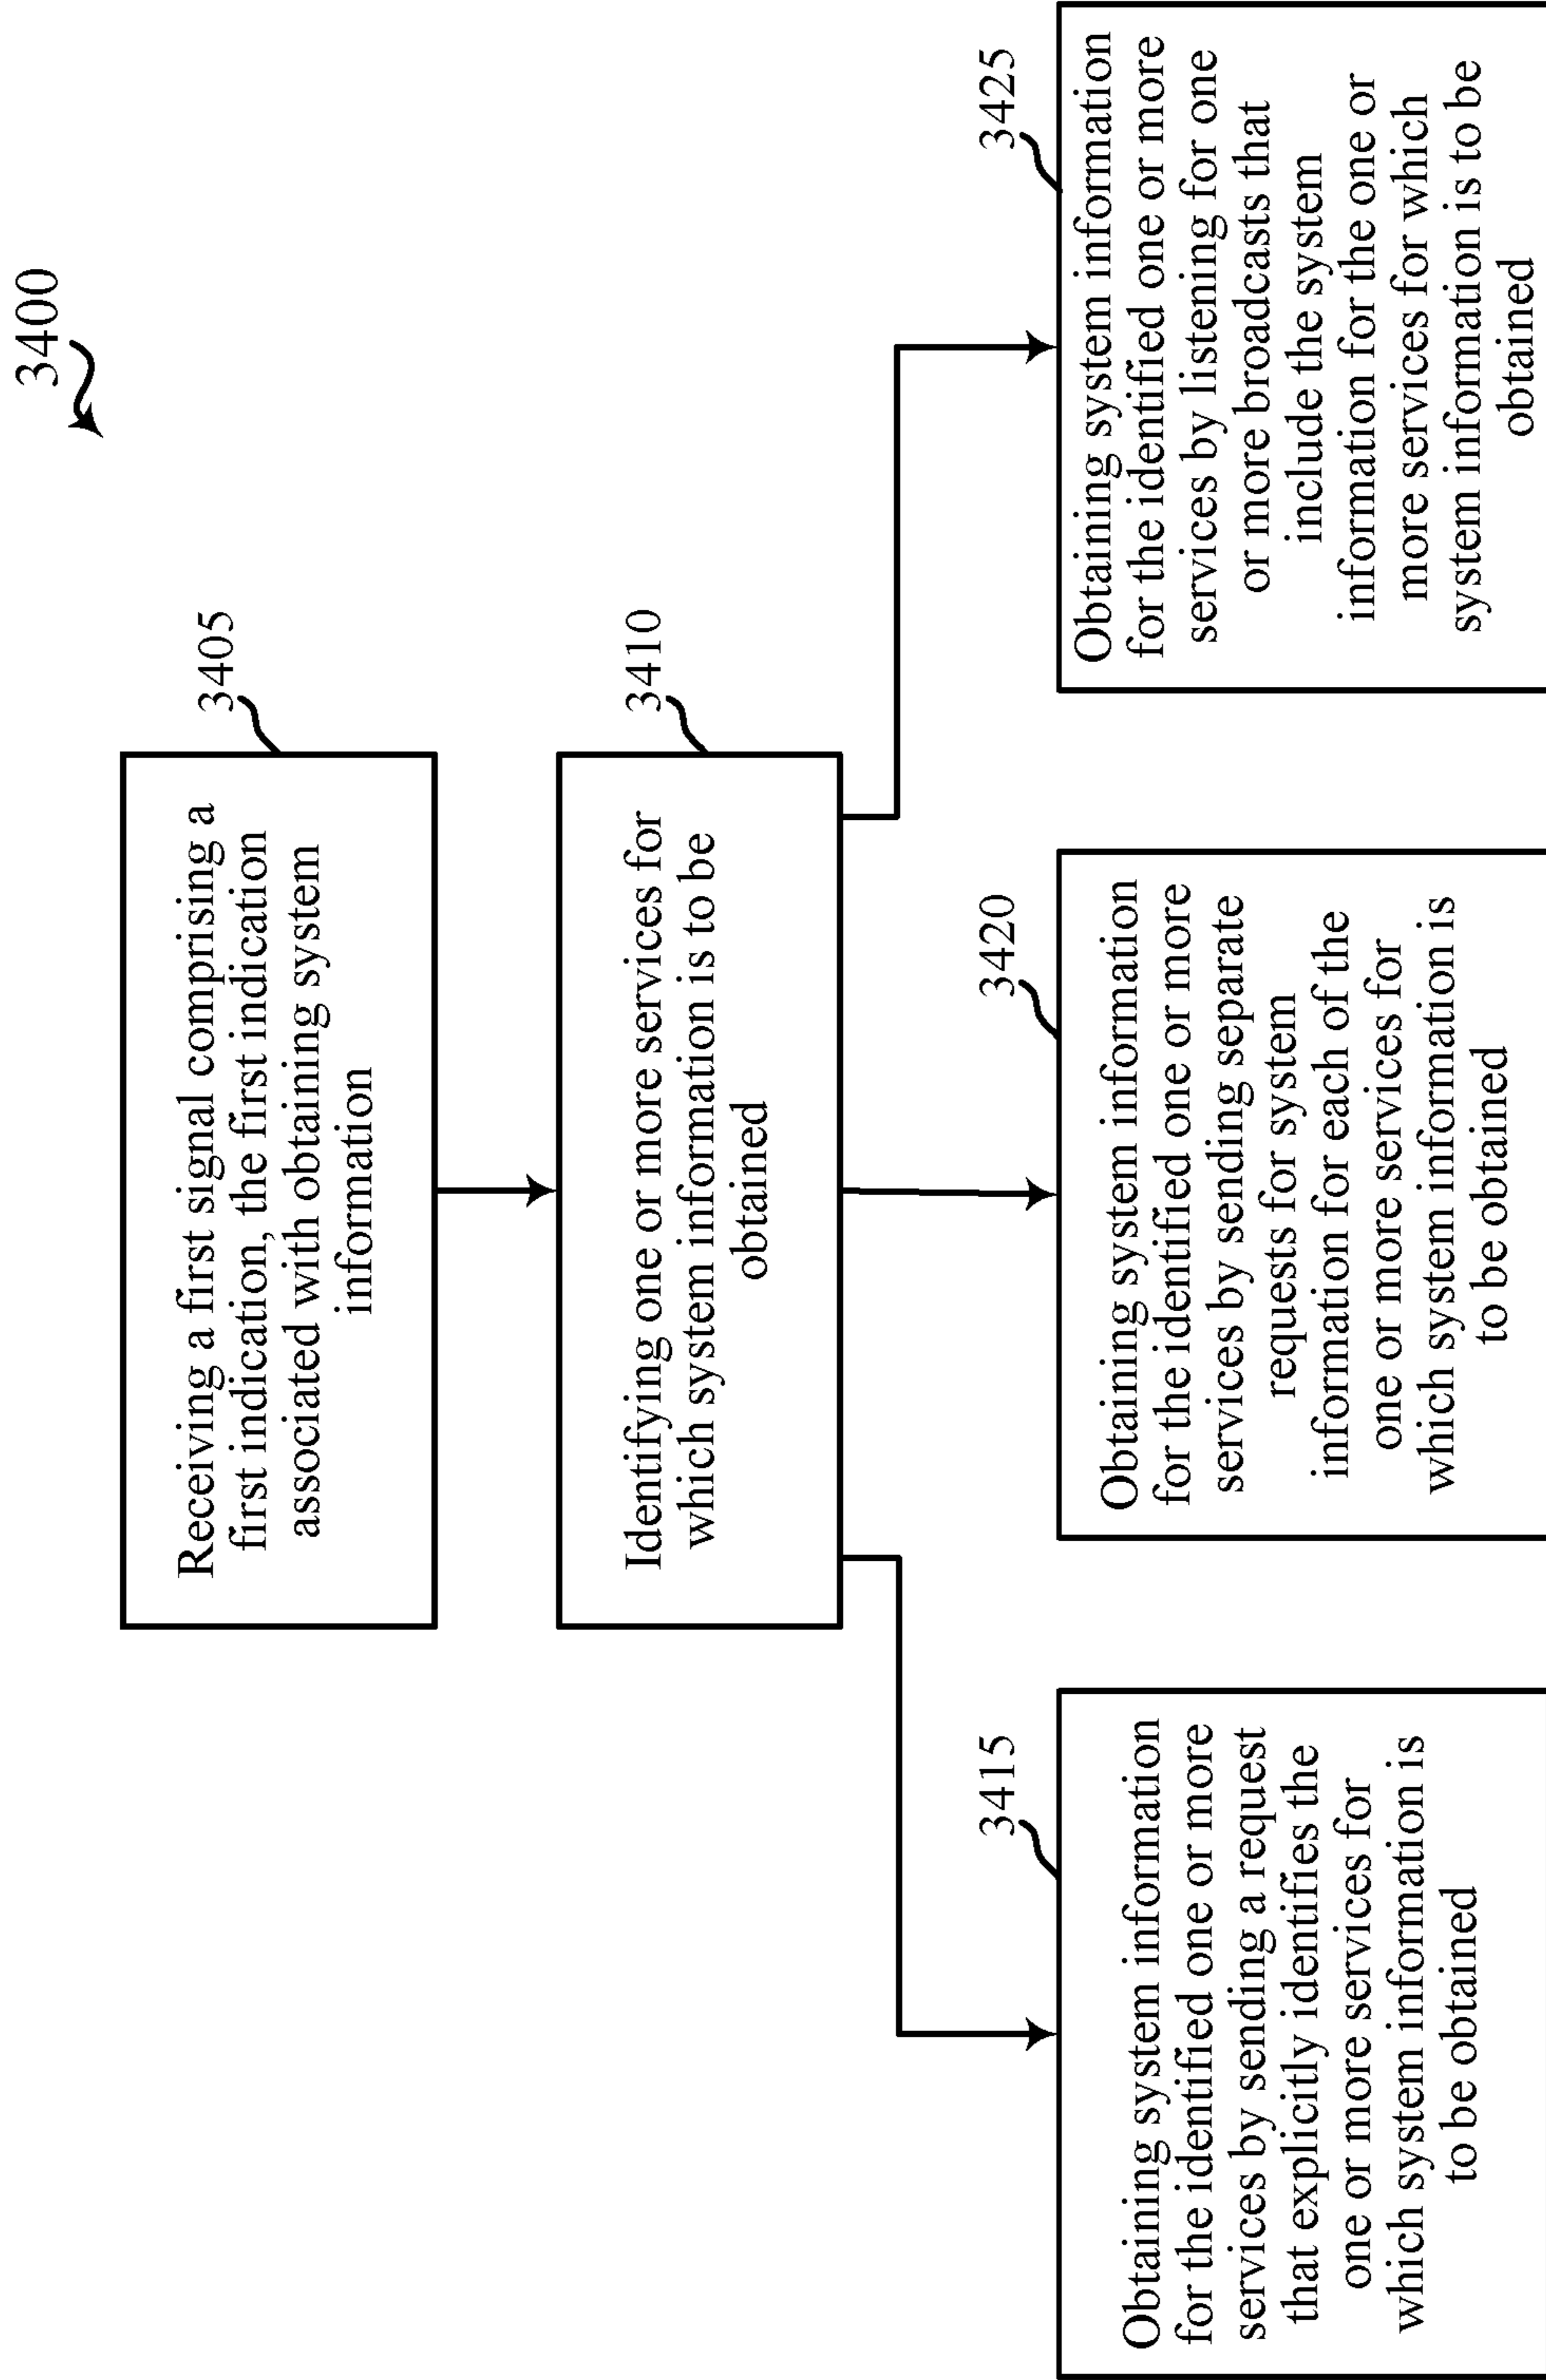 3400
3405
Receiving a first signal comprising a
first indication, the first indication
associated with obtaining system
information
3410
Identifying one or more services for
which system information is to be
obtained
3415
Obtaining system information
for the identified one or more
services by sending a request
that explicitly identifies the
one or more services for
which system information is
to be obtained
3420
Obtaining system information
for the identified one or more
services by sending separate
requests for system
information for each of the
one or more services for
which system information is
to be obtained
3425
Obtaining system information
for the identified one or more
services by listening for one
or more broadcasts that
include the system
information for the one or
more services for which
system information is to be
obtained